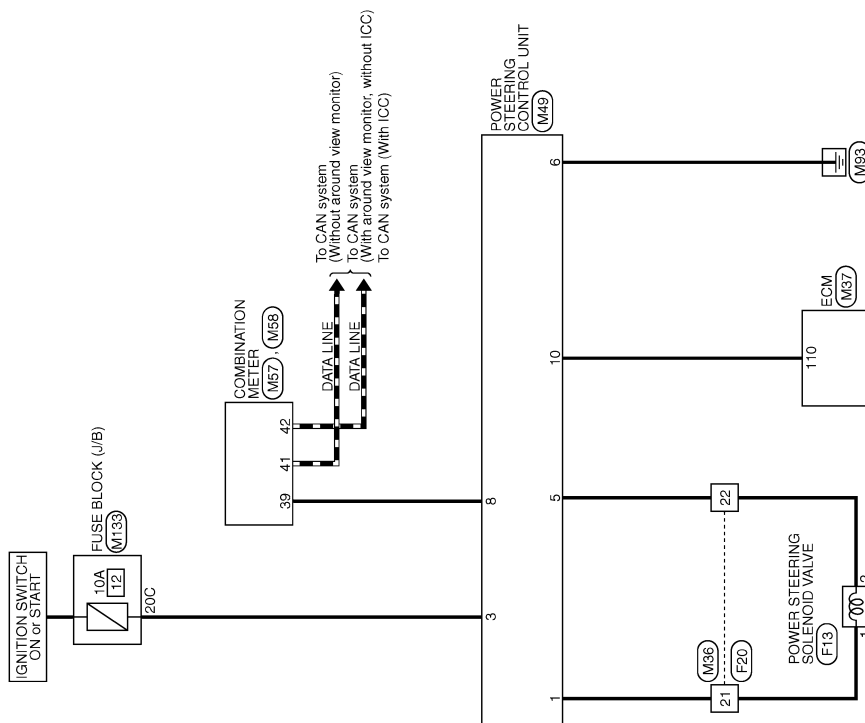 IGNITION SWITCH
ON or START
FUSE BLOCK (J/B)
M133
10A
12
20C
COMBINATION
METER
M57 , M58
39
41
42
DATA LINE
DATA LINE
To CAN system
(Without around view monitor)
To CAN system
(With around view monitor, without ICC)
To CAN system (With ICC)
POWER
STEERING
CONTROL UNIT
M49
3
8
1
5
10
6
M36
F20
21
22
POWER STEERING
SOLENOID VALVE
F13
1
2
110
ECM
M37
M93